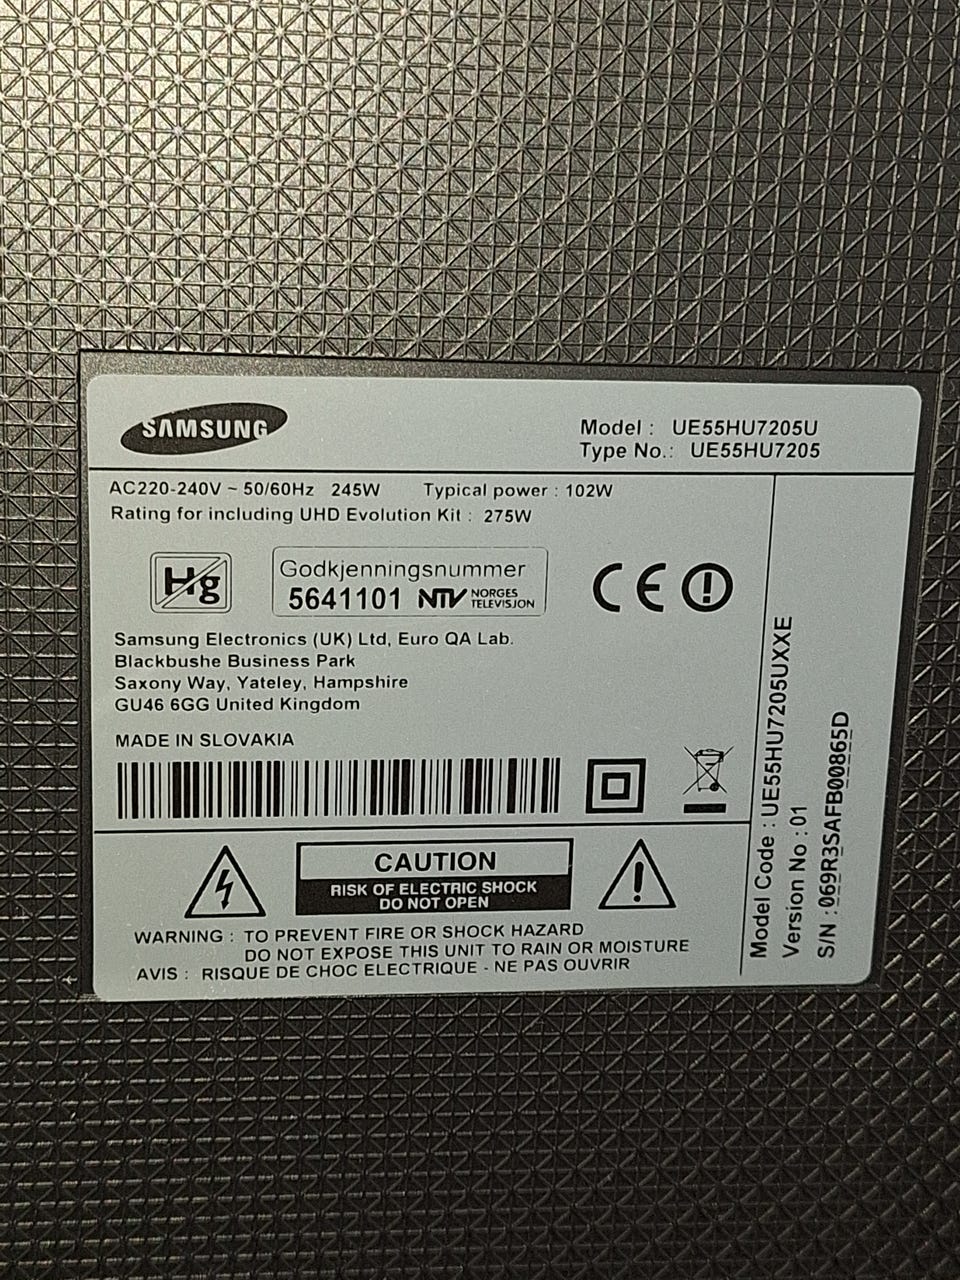 SAMSUNG
Model : UE55HU7205U
Type No.: UE55HU7205
AC220-240V ~ 50/60Hz 245W Typical power : 102W
Rating for including UHD Evolution Kit : 275W
Hg
Godkjenningsnummer
5641101 NTV NORGES TELEVISJON
CE
Samsung Electronics (UK) Ltd, Euro QA Lab.
Blackbushe Business Park
Saxony Way, Yateley, Hampshire
GU46 6GG United Kingdom
MADE IN SLOVAKIA
CAUTION
RISK OF ELECTRIC SHOCK
DO NOT OPEN
WARNING : TO PREVENT FIRE OR SHOCK HAZARD
DO NOT EXPOSE THIS UNIT TO RAIN OR MOISTURE
AVIS : RISQUE DE CHOC ELECTRIQUE - NE PAS OUVRIR
Model Code : UE55HU7205UXXE
Version No : 01
S/N : 069R3SAFB00865D